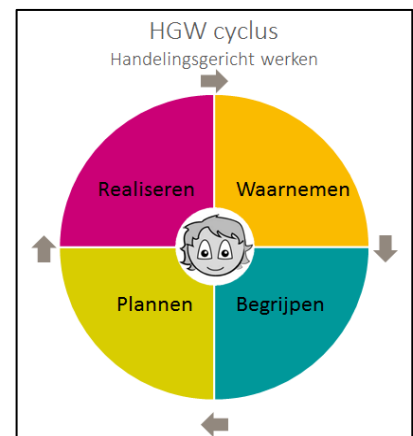 HGW cyclus
Handelingsgericht werken
Realiseren
Waarnemen
Plannen
Begrijpen